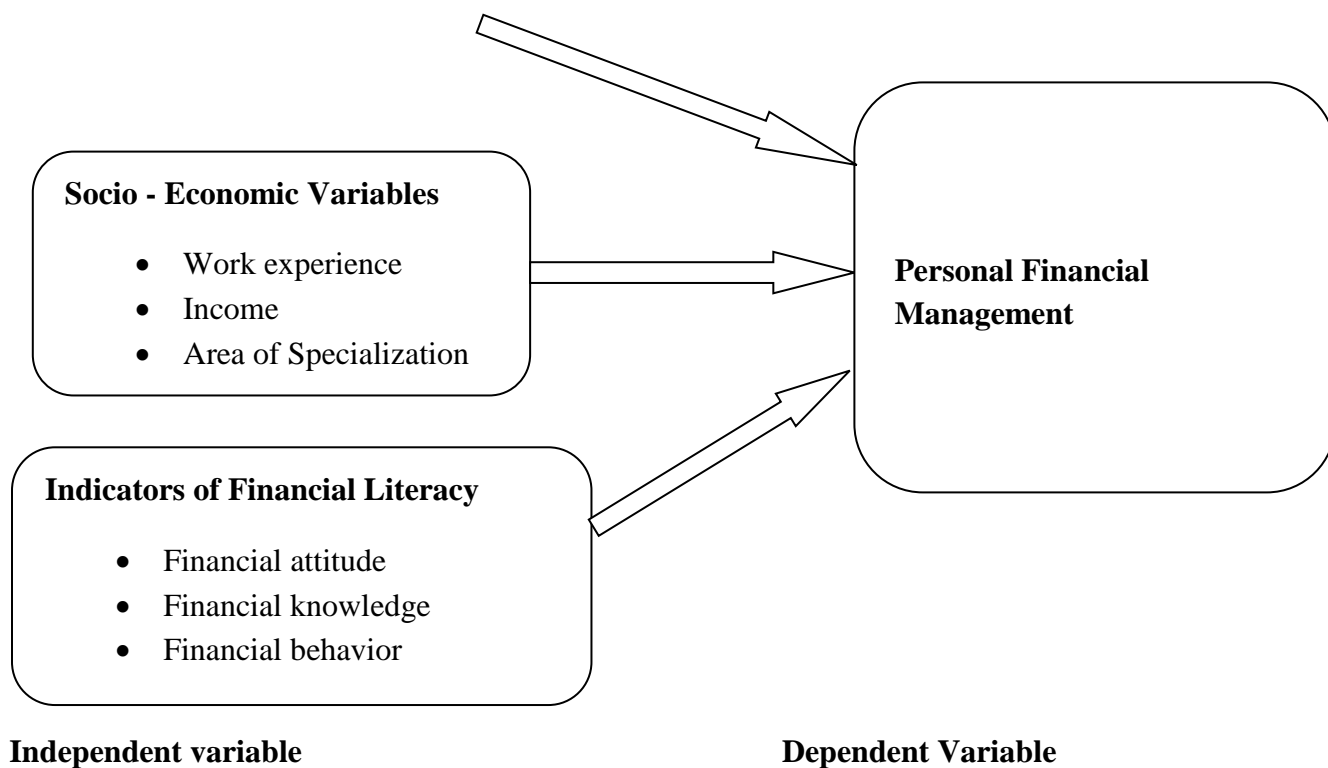 Socio - Economic Variables
• Work experience
• Income
• Area of Specialization
Personal Financial
Management
Indicators of Financial Literacy
• Financial attitude
• Financial knowledge
• Financial behavior
Independent variable
Dependent Variable